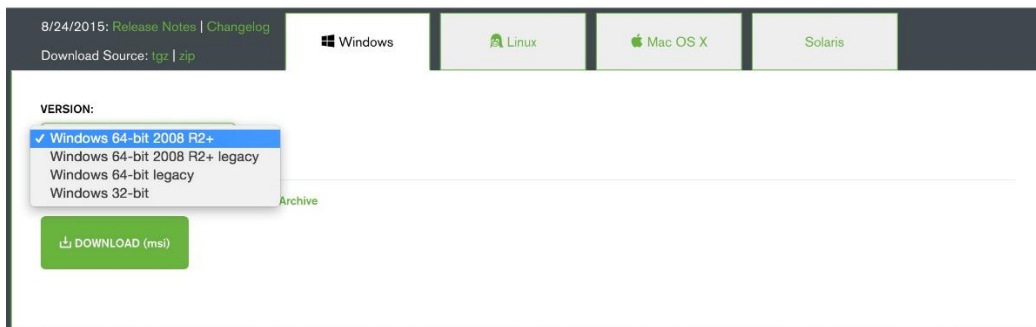 8/24/2015: Release Notes | Changelog
Download Source: tgz | zip
Windows
Linux
Mac OS X
Solaris
VERSION:
✓ Windows 64-bit 2008 R2+
Windows 64-bit 2008 R2+ legacy
Windows 64-bit legacy
Windows 32-bit
Archive
DOWNLOAD (msi)